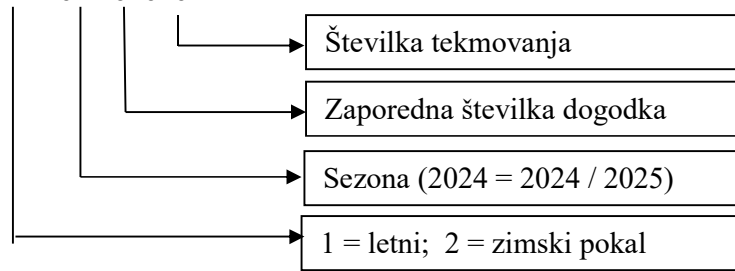 Številka tekmovanja
Zaporedna številka dogodka
Sezona (2024 = 2024 / 2025)
1 = letni; 2 = zimski pokal